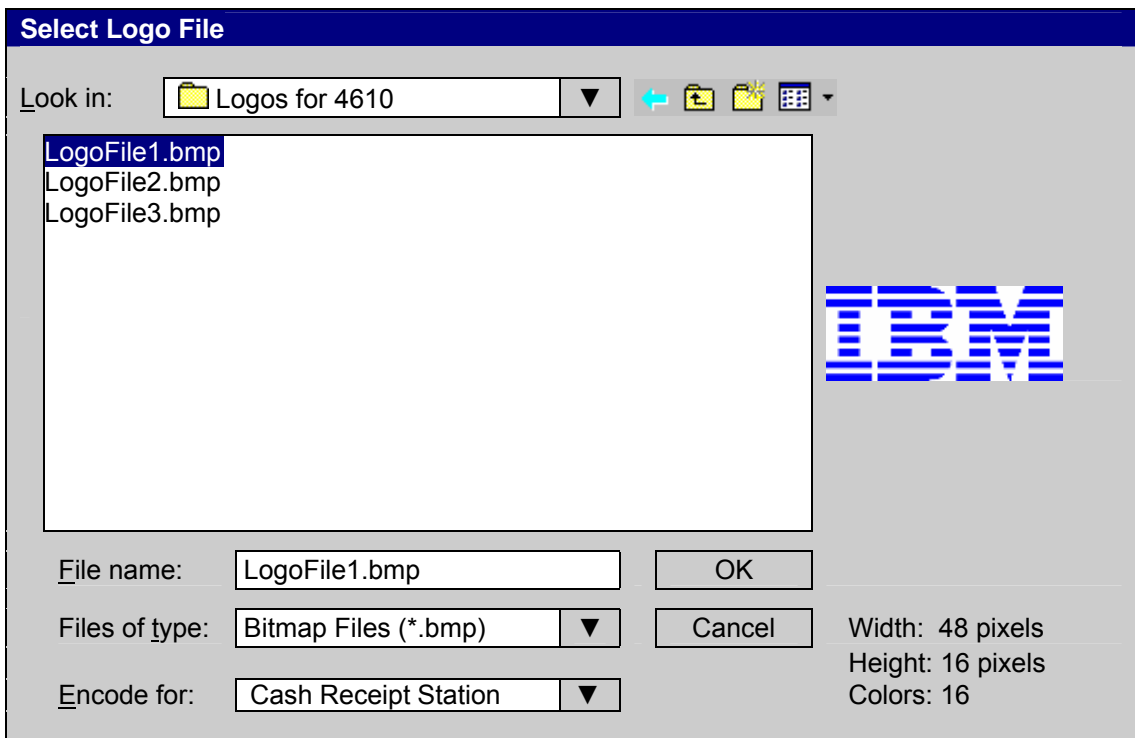 Select Logo File
Look in: Logos for 4610
LogoFile1.bmp
LogoFile2.bmp
LogoFile3.bmp
IBM
File name: LogoFile1.bmp OK
Files of type: Bitmap Files (*.bmp) Cancel Width: 48 pixels
Height: 16 pixels
Encode for: Cash Receipt Station Colors: 16